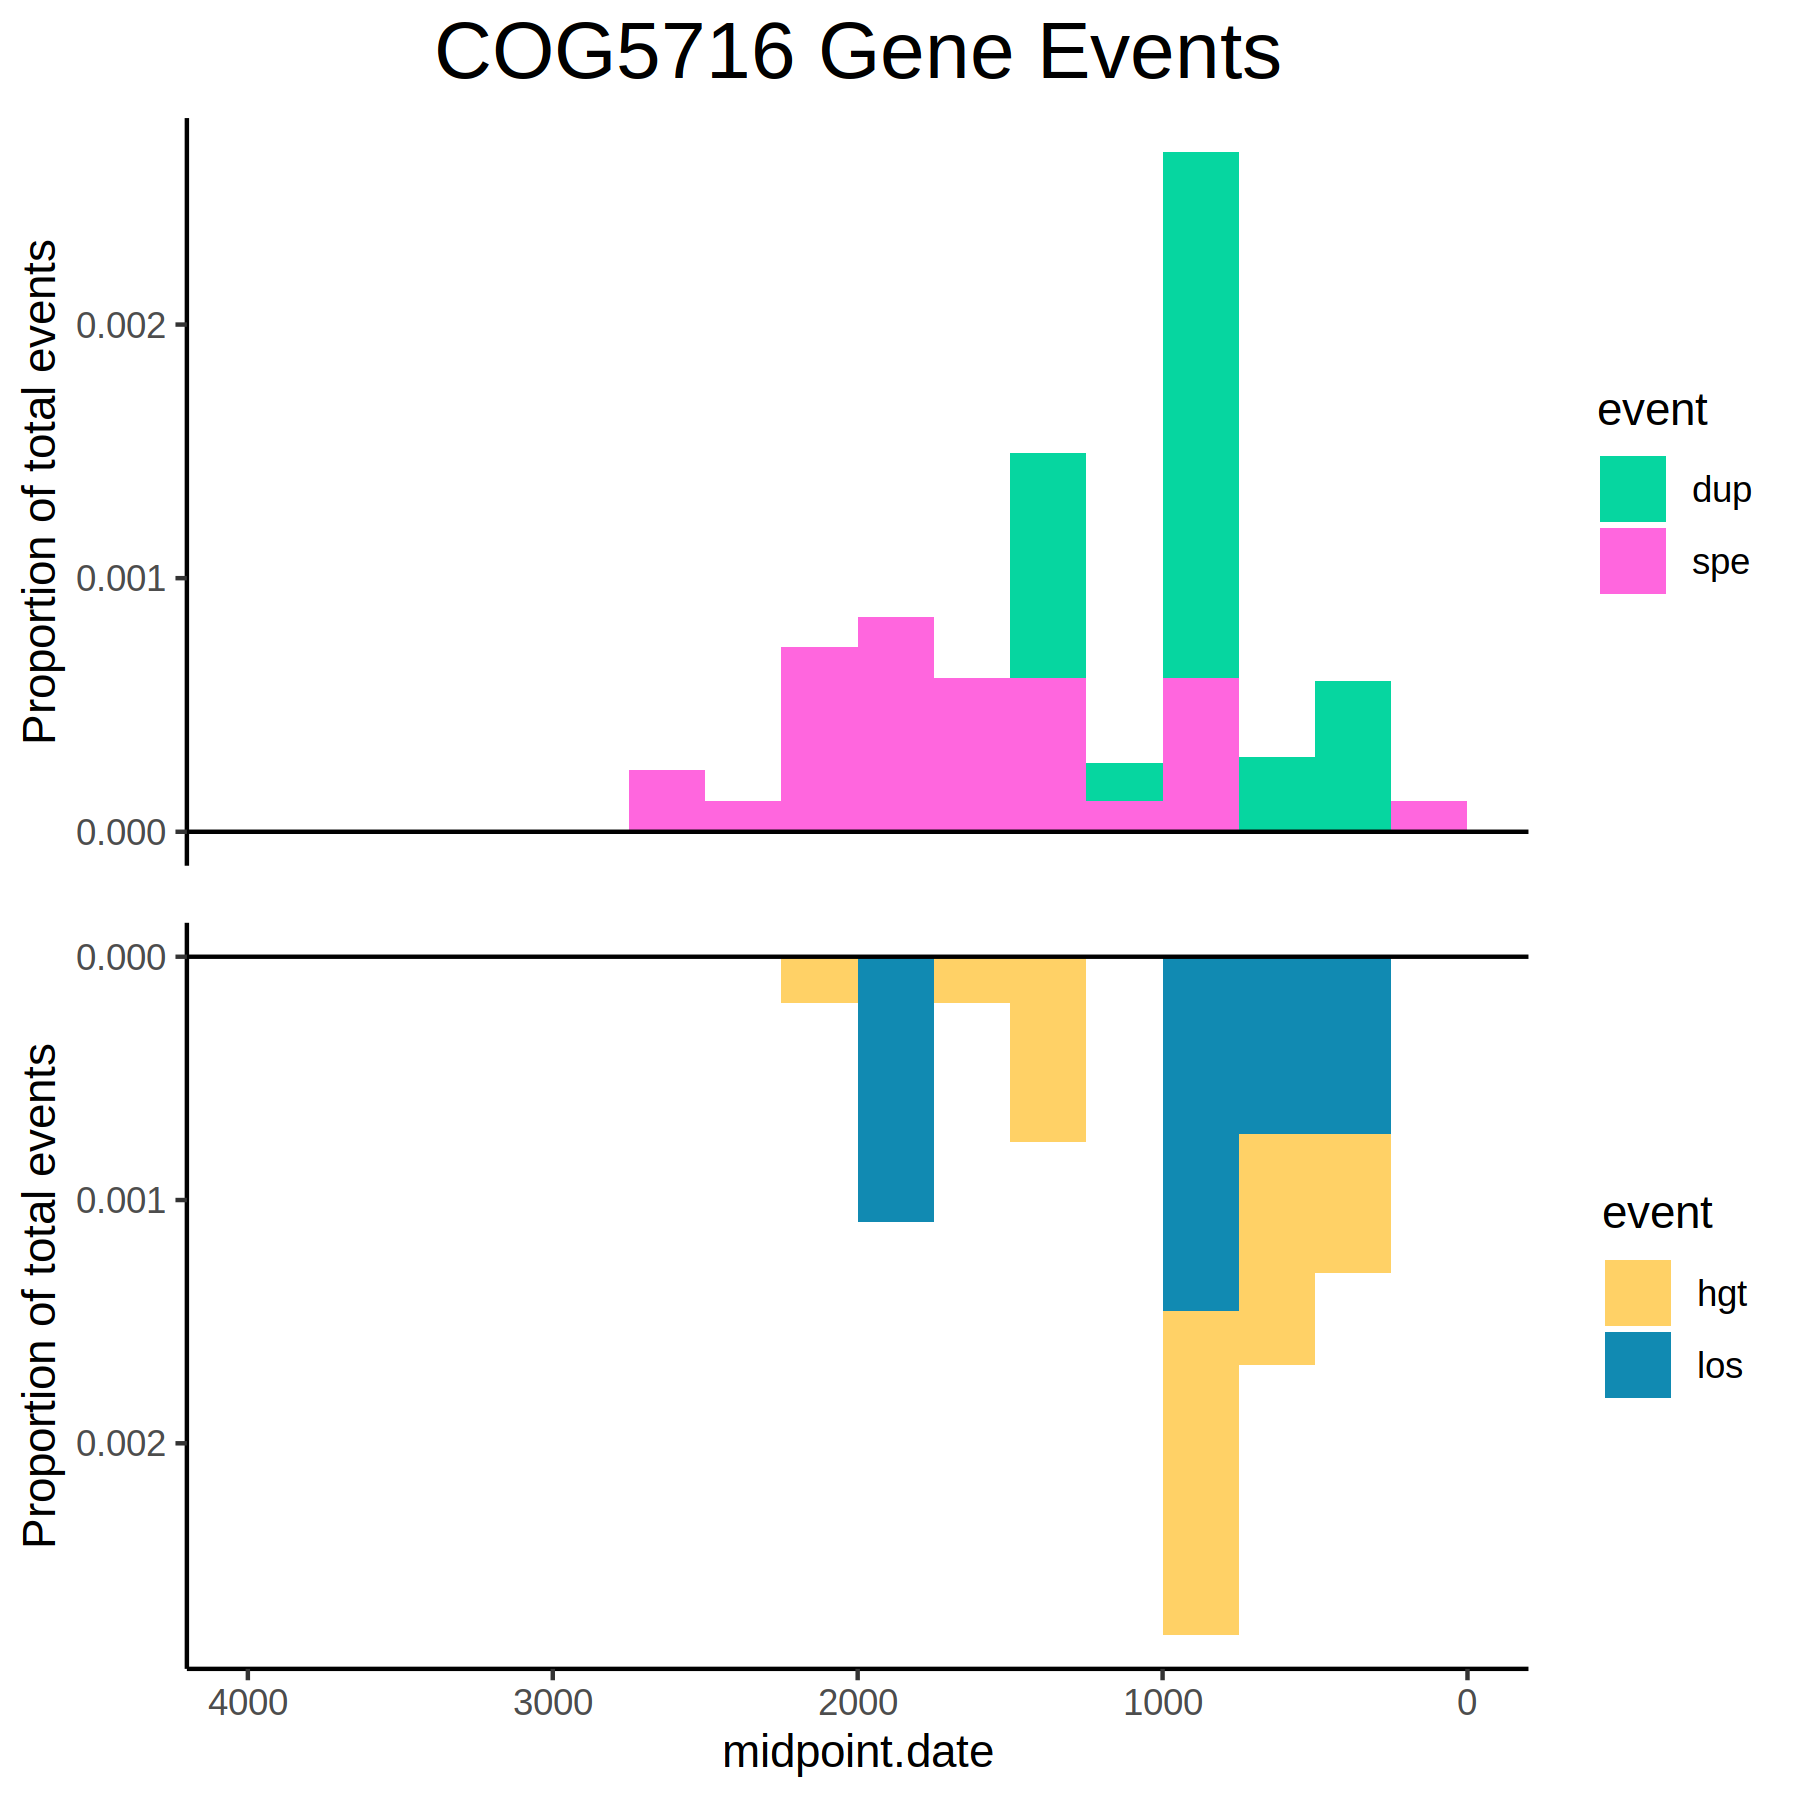 COG5716 Gene Events
Proportion of total events
0.002
0.001
0.000
event
dup
spe
Proportion of total events
0.000
0.001
0.002
event
hgt
los
4000 3000 2000 1000 0
midpoint.date